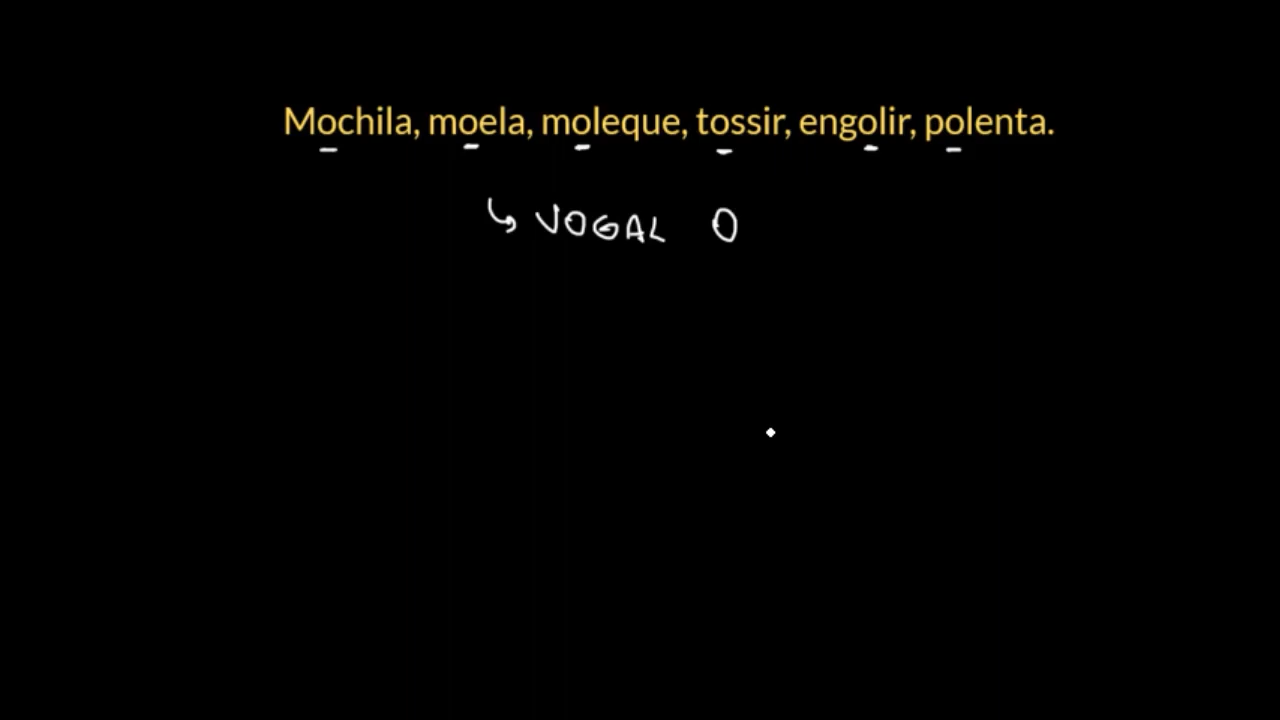 Mochila, moela, moleque, tossir, engolir, polenta.
↳ VOGAL O